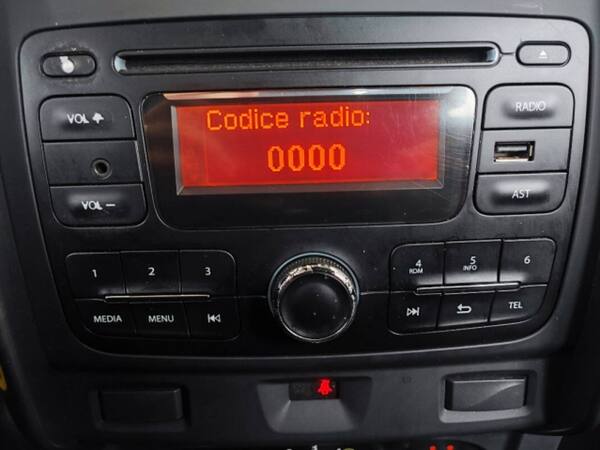 VOL +
VOL −
Codice radio:
0000
RADIO
AST
1 2 3
4 RDM 5 INFO 6
MEDIA MENU
TEL